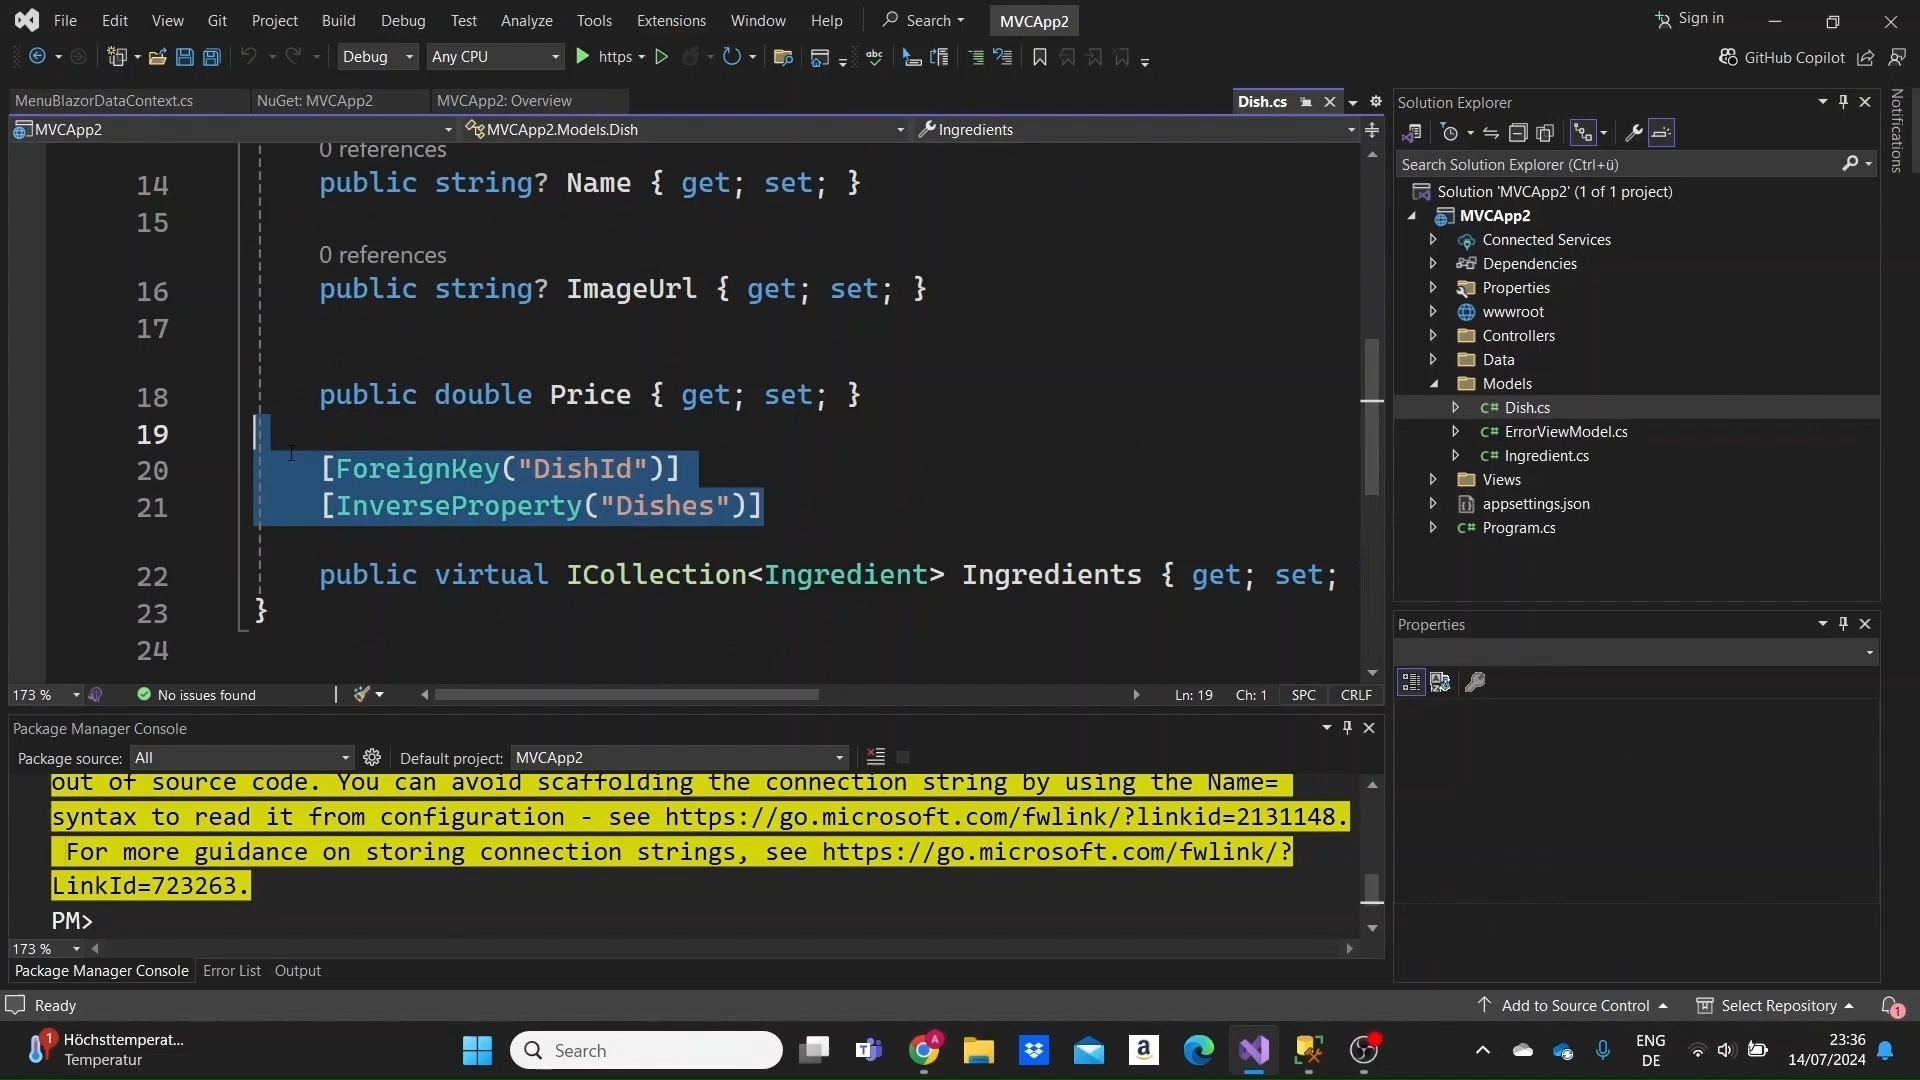 File Edit View Git Project Build Debug Test Analyze Tools Extensions Window Help Search MVCApp2 Sign in
Debug Any CPU https GitHub Copilot
MenuBlazorDataContext.cs NuGet: MVCApp2 MVCApp2: Overview Dish.cs
MVCApp2 MVCApp2.Models.Dish Ingredients
0 references
14 public string? Name { get; set; }
15
0 references
16 public string? ImageUrl { get; set; }
17
18 public double Price { get; set; }
19
20 [ForeignKey("DishId")]
21 [InverseProperty("Dishes")]
22 public virtual ICollection<Ingredient> Ingredients { get; set;
23 }
24
173 % No issues found Ln: 19 Ch: 1 SPC CRLF
Package Manager Console
Package source: All Default project: MVCApp2
out of source code. You can avoid scaffolding the connection string by using the Name=
syntax to read it from configuration - see https://go.microsoft.com/fwlink/?linkid=2131148.
For more guidance on storing connection strings, see https://go.microsoft.com/fwlink/?
LinkId=723263.
PM>
173 %
Package Manager Console Error List Output
Solution Explorer
Search Solution Explorer (Ctrl+ü)
Solution 'MVCApp2' (1 of 1 project)
MVCApp2
Connected Services
Dependencies
Properties
wwwroot
Controllers
Data
Models
C# Dish.cs
C# ErrorViewModel.cs
C# Ingredient.cs
Views
appsettings.json
C# Program.cs
Properties
Notifications
Ready Add to Source Control Select Repository 1
1 Höchsttemperat...
Temperatur
Search
ENG
DE
23:36
14/07/2024